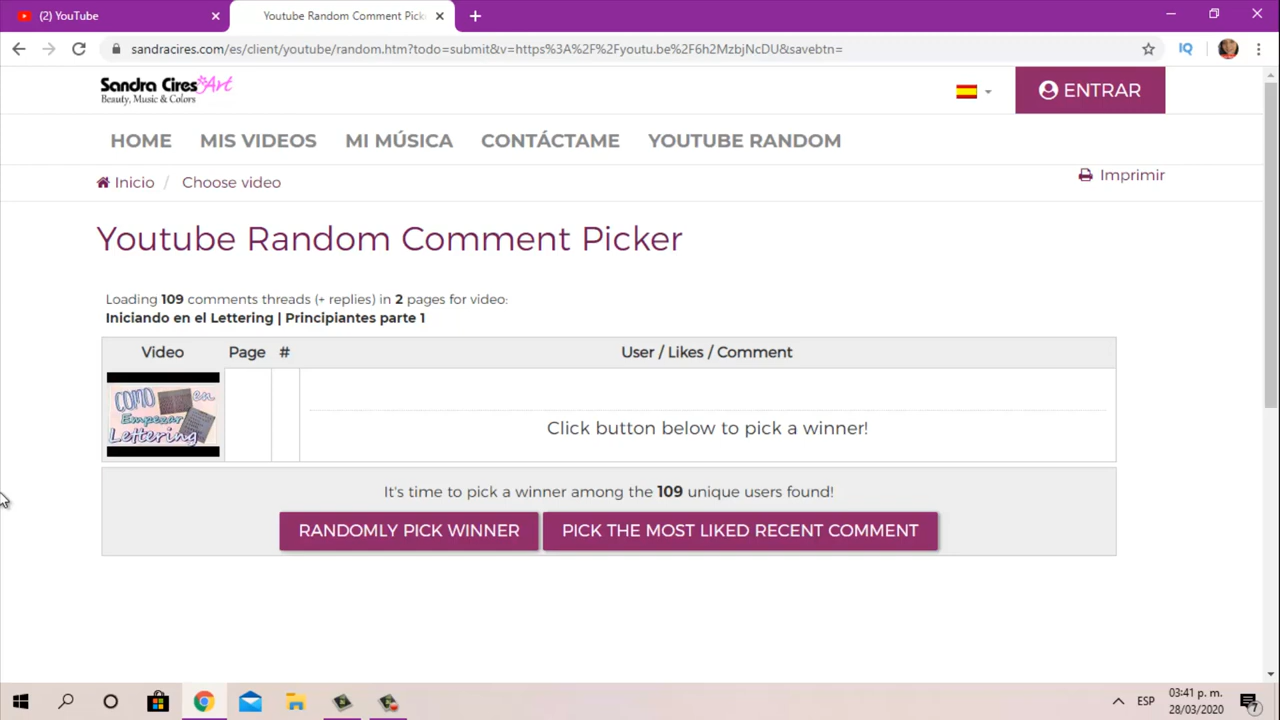 (2) YouTube
Youtube Random Comment Pick
sandracires.com/es/client/youtube/random.htm?todo=submit&v=https%3A%2F%2Fyoutu.be%2F6h2MzbjNcDU&savebtn=
IQ
Sandra Cires Art
Beauty, Music & Colors
ENTRAR
HOME MIS VIDEOS MI MÚSICA CONTÁCTAME YOUTUBE RANDOM
Inicio / Choose video
Imprimir
Youtube Random Comment Picker
Loading 109 comments threads (+ replies) in 2 pages for video:
Iniciando en el Lettering | Principiantes parte 1
Video Page # User / Likes / Comment
COMO en
Empezar
Lettering
Click button below to pick a winner!
It's time to pick a winner among the 109 unique users found!
RANDOMLY PICK WINNER PICK THE MOST LIKED RECENT COMMENT
ESP
03:41 p. m.
28/03/2020
7